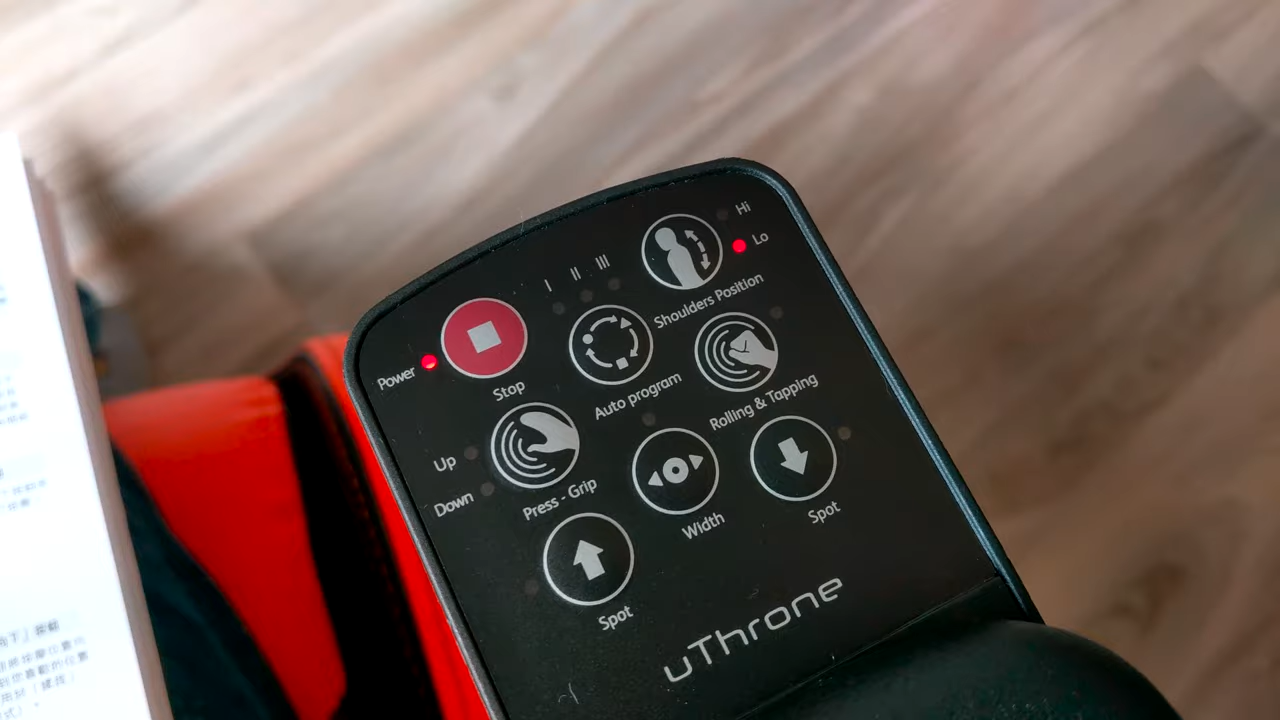 Hi
Lo
Shoulders Position
I II III
Power
Stop
Auto program
Rolling & Tapping
Up
Down
Press - Grip
Width
Spot
Spot
uThrone